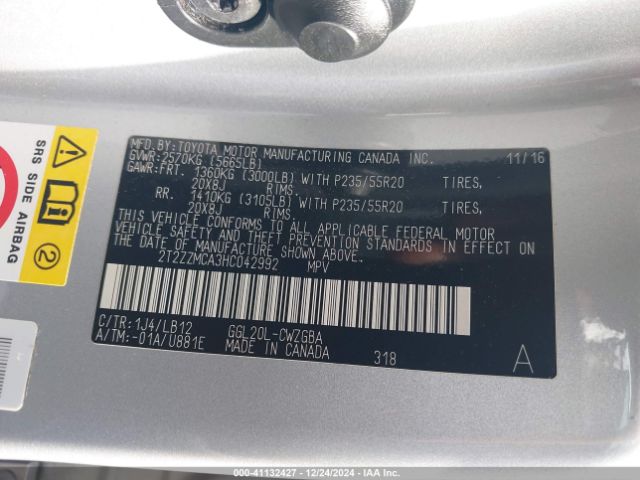 MFD.BY:TOYOTA MOTOR MANUFACTURING CANADA INC. 11/16
GVWR:2570KG (5665LB)
GAWR:FRT. 1360KG (3000LB) WITH P235/55R20 TIRES,
20X8J RIMS.
RR. 1410KG (3105LB) WITH P235/55R20 TIRES,
20X8J RIMS.
THIS VEHICLE CONFORMS TO ALL APPLICABLE FEDERAL MOTOR
VEHICLE SAFETY AND THEFT PREVENTION STANDARDS IN EFFECT ON
THE DATE OF MANUFACTURE SHOWN ABOVE.
2T2ZZMCA3HC042992 MPV
C/TR:1J4/LB12 GGL20L-CWZGBA
A/TM:-01A/U881E MADE IN CANADA 318 A
SRS SIDE AIRBAG
2
000-41132427 - 12/24/2024 - IAA Inc.